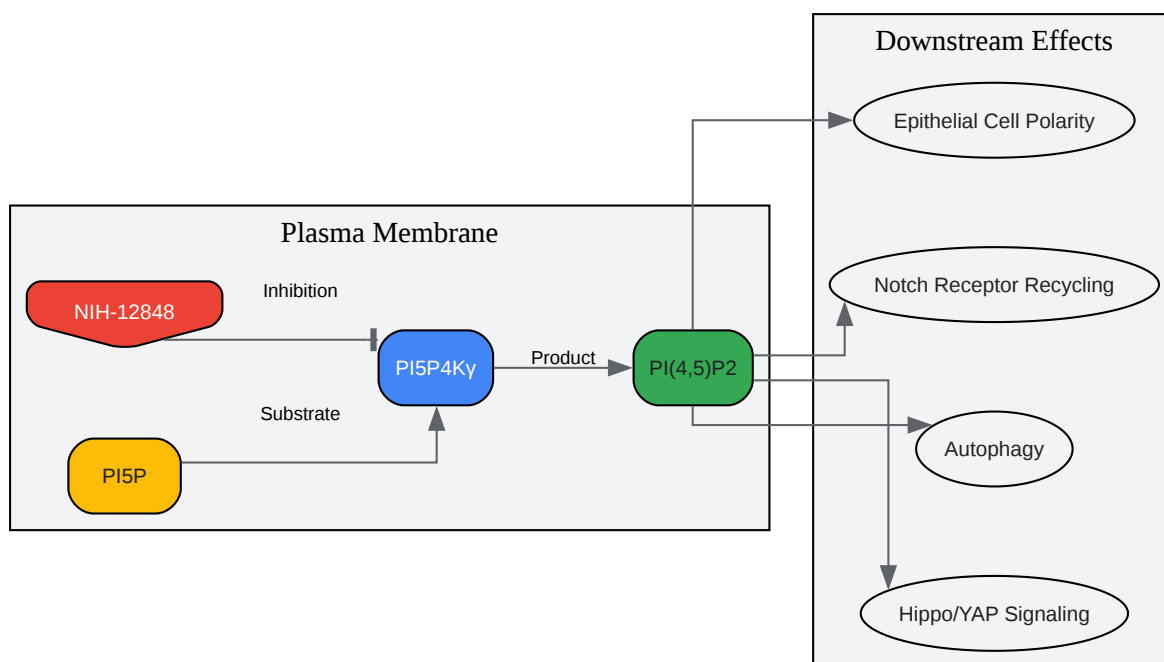 Downstream Effects
Epithelial Cell Polarity
Plasma Membrane
Notch Receptor Recycling
NIH-12848
Inhibition
PI5P4Kγ
Product
PI(4,5)P2
Substrate
PI5P
Autophagy
Hippo/YAP Signaling